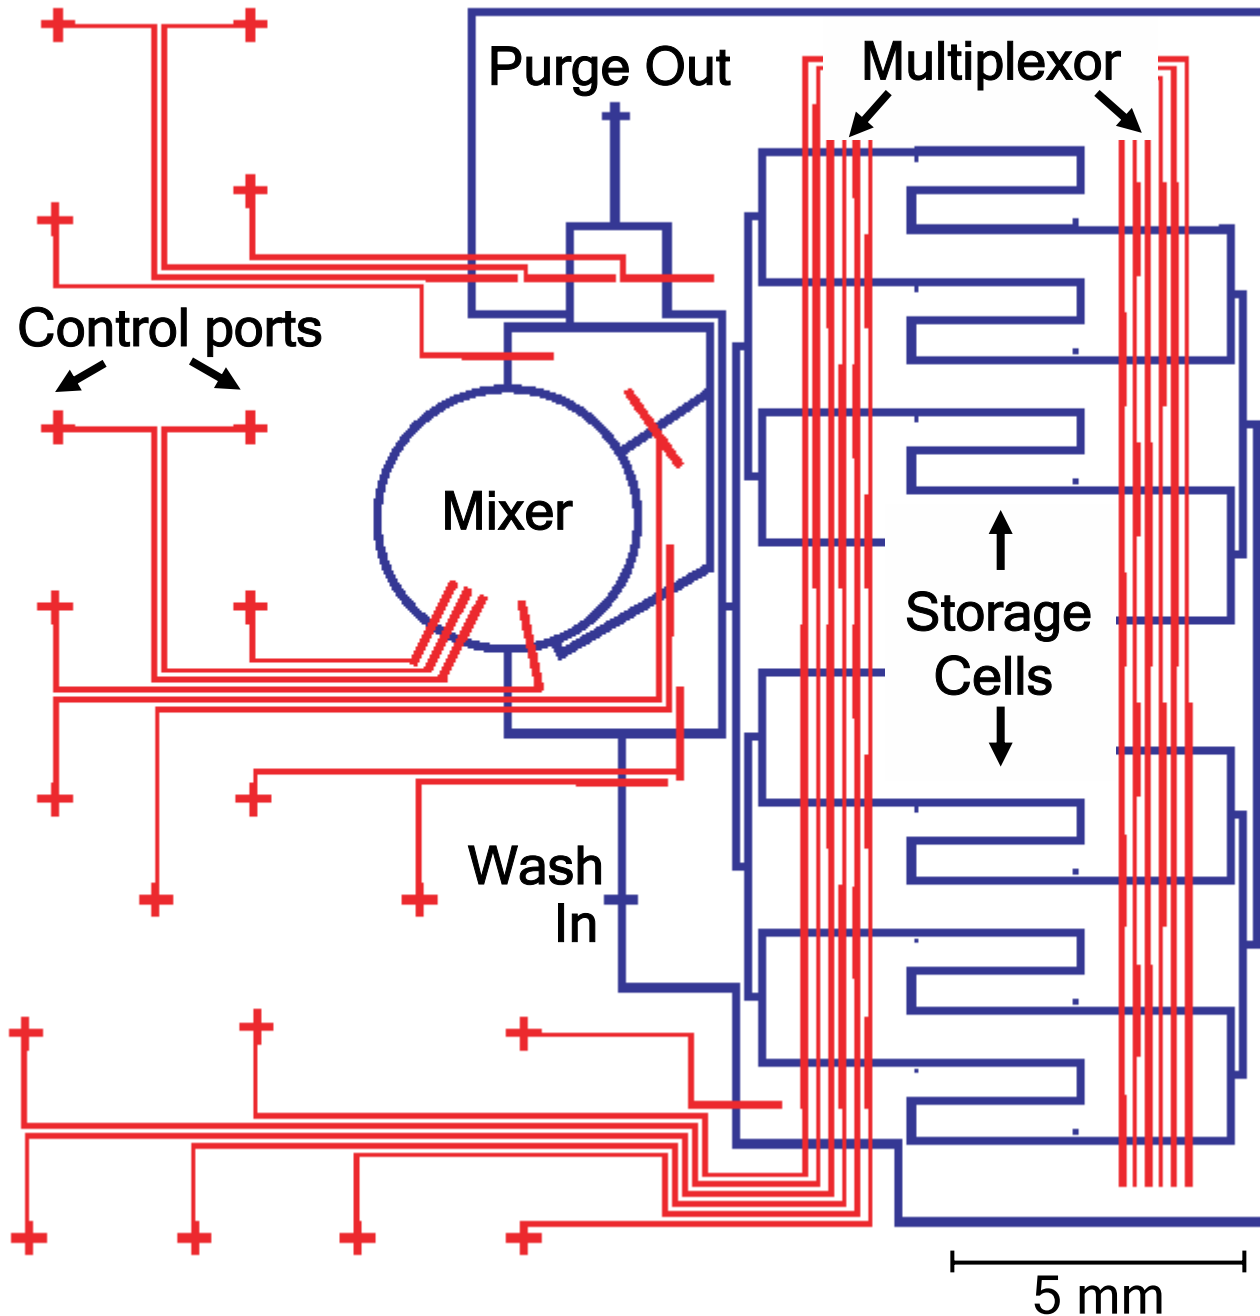 Purge Out
Multiplexor
Control ports
Mixer
Storage
Cells
Wash
In
5 mm